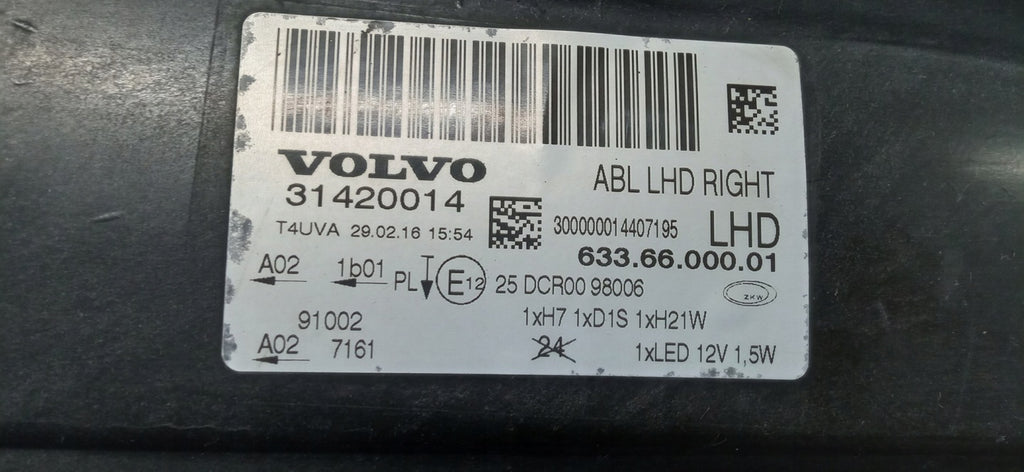 VOLVO
31420014
ABL LHD RIGHT
T4UVA 29.02.16 15:54
300000014407195
LHD
633.66.000.01
A02
1b01 PL
E12
25 DCR00 98006
ZKW
91002
1xH7 1xD1S 1xH21W
A02
7161
24
1xLED 12V 1,5W